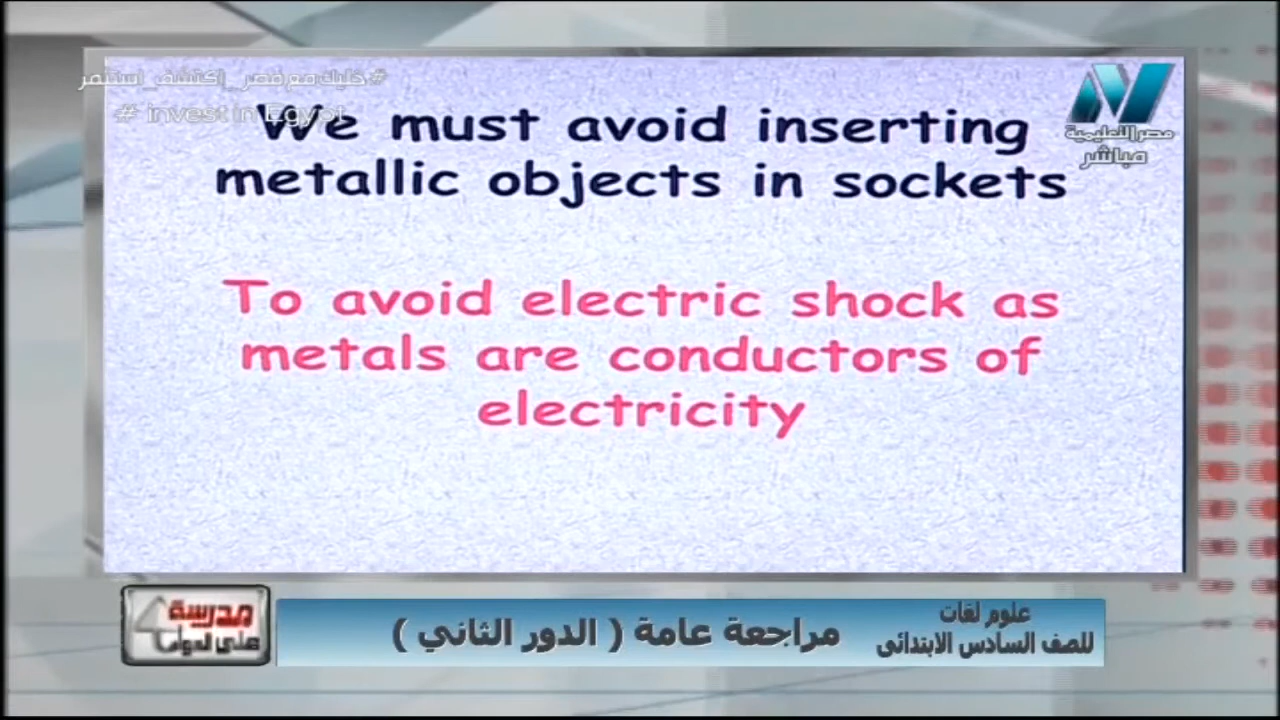 #خليك_مع_مصر_إكتشف_استثمر
# invest in Egypt
مصر التعليمية
مباشر
We must avoid inserting
metallic objects in sockets
To avoid electric shock as
metals are conductors of
electricity
مدرسة
على الهواء
علوم لغات
للصف السادس الابتدائى
مراجعة عامة ( الدور الثاني )